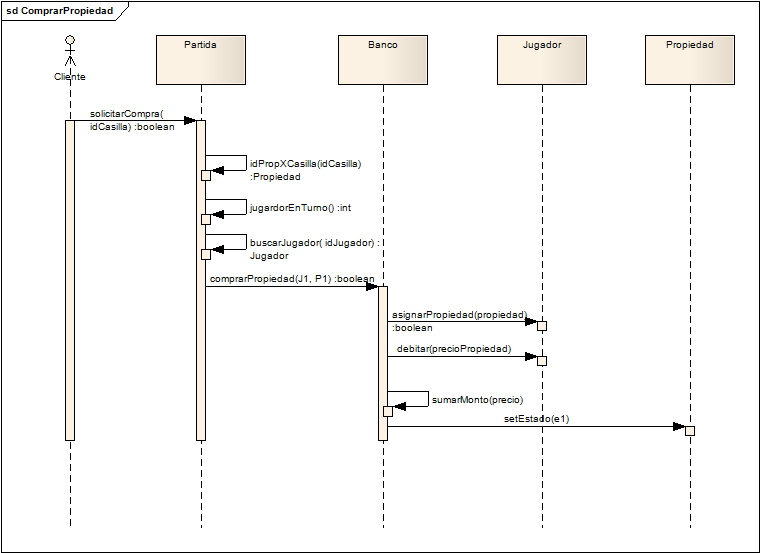 sd ComprarPropiedad
Partida
Banco
Jugador
Propiedad
Cliente
solicitarCompra(
idCasilla) :boolean
idPropXCasilla(idCasilla)
:Propiedad
jugardorEnTurno() :int
buscarJugador( idJugador) :
Jugador
comprarPropiedad(J1, P1) :boolean
asignarPropiedad(propiedad)
:boolean
debitar(precioPropiedad)
sumarMonto(precio)
setEstado(e1)